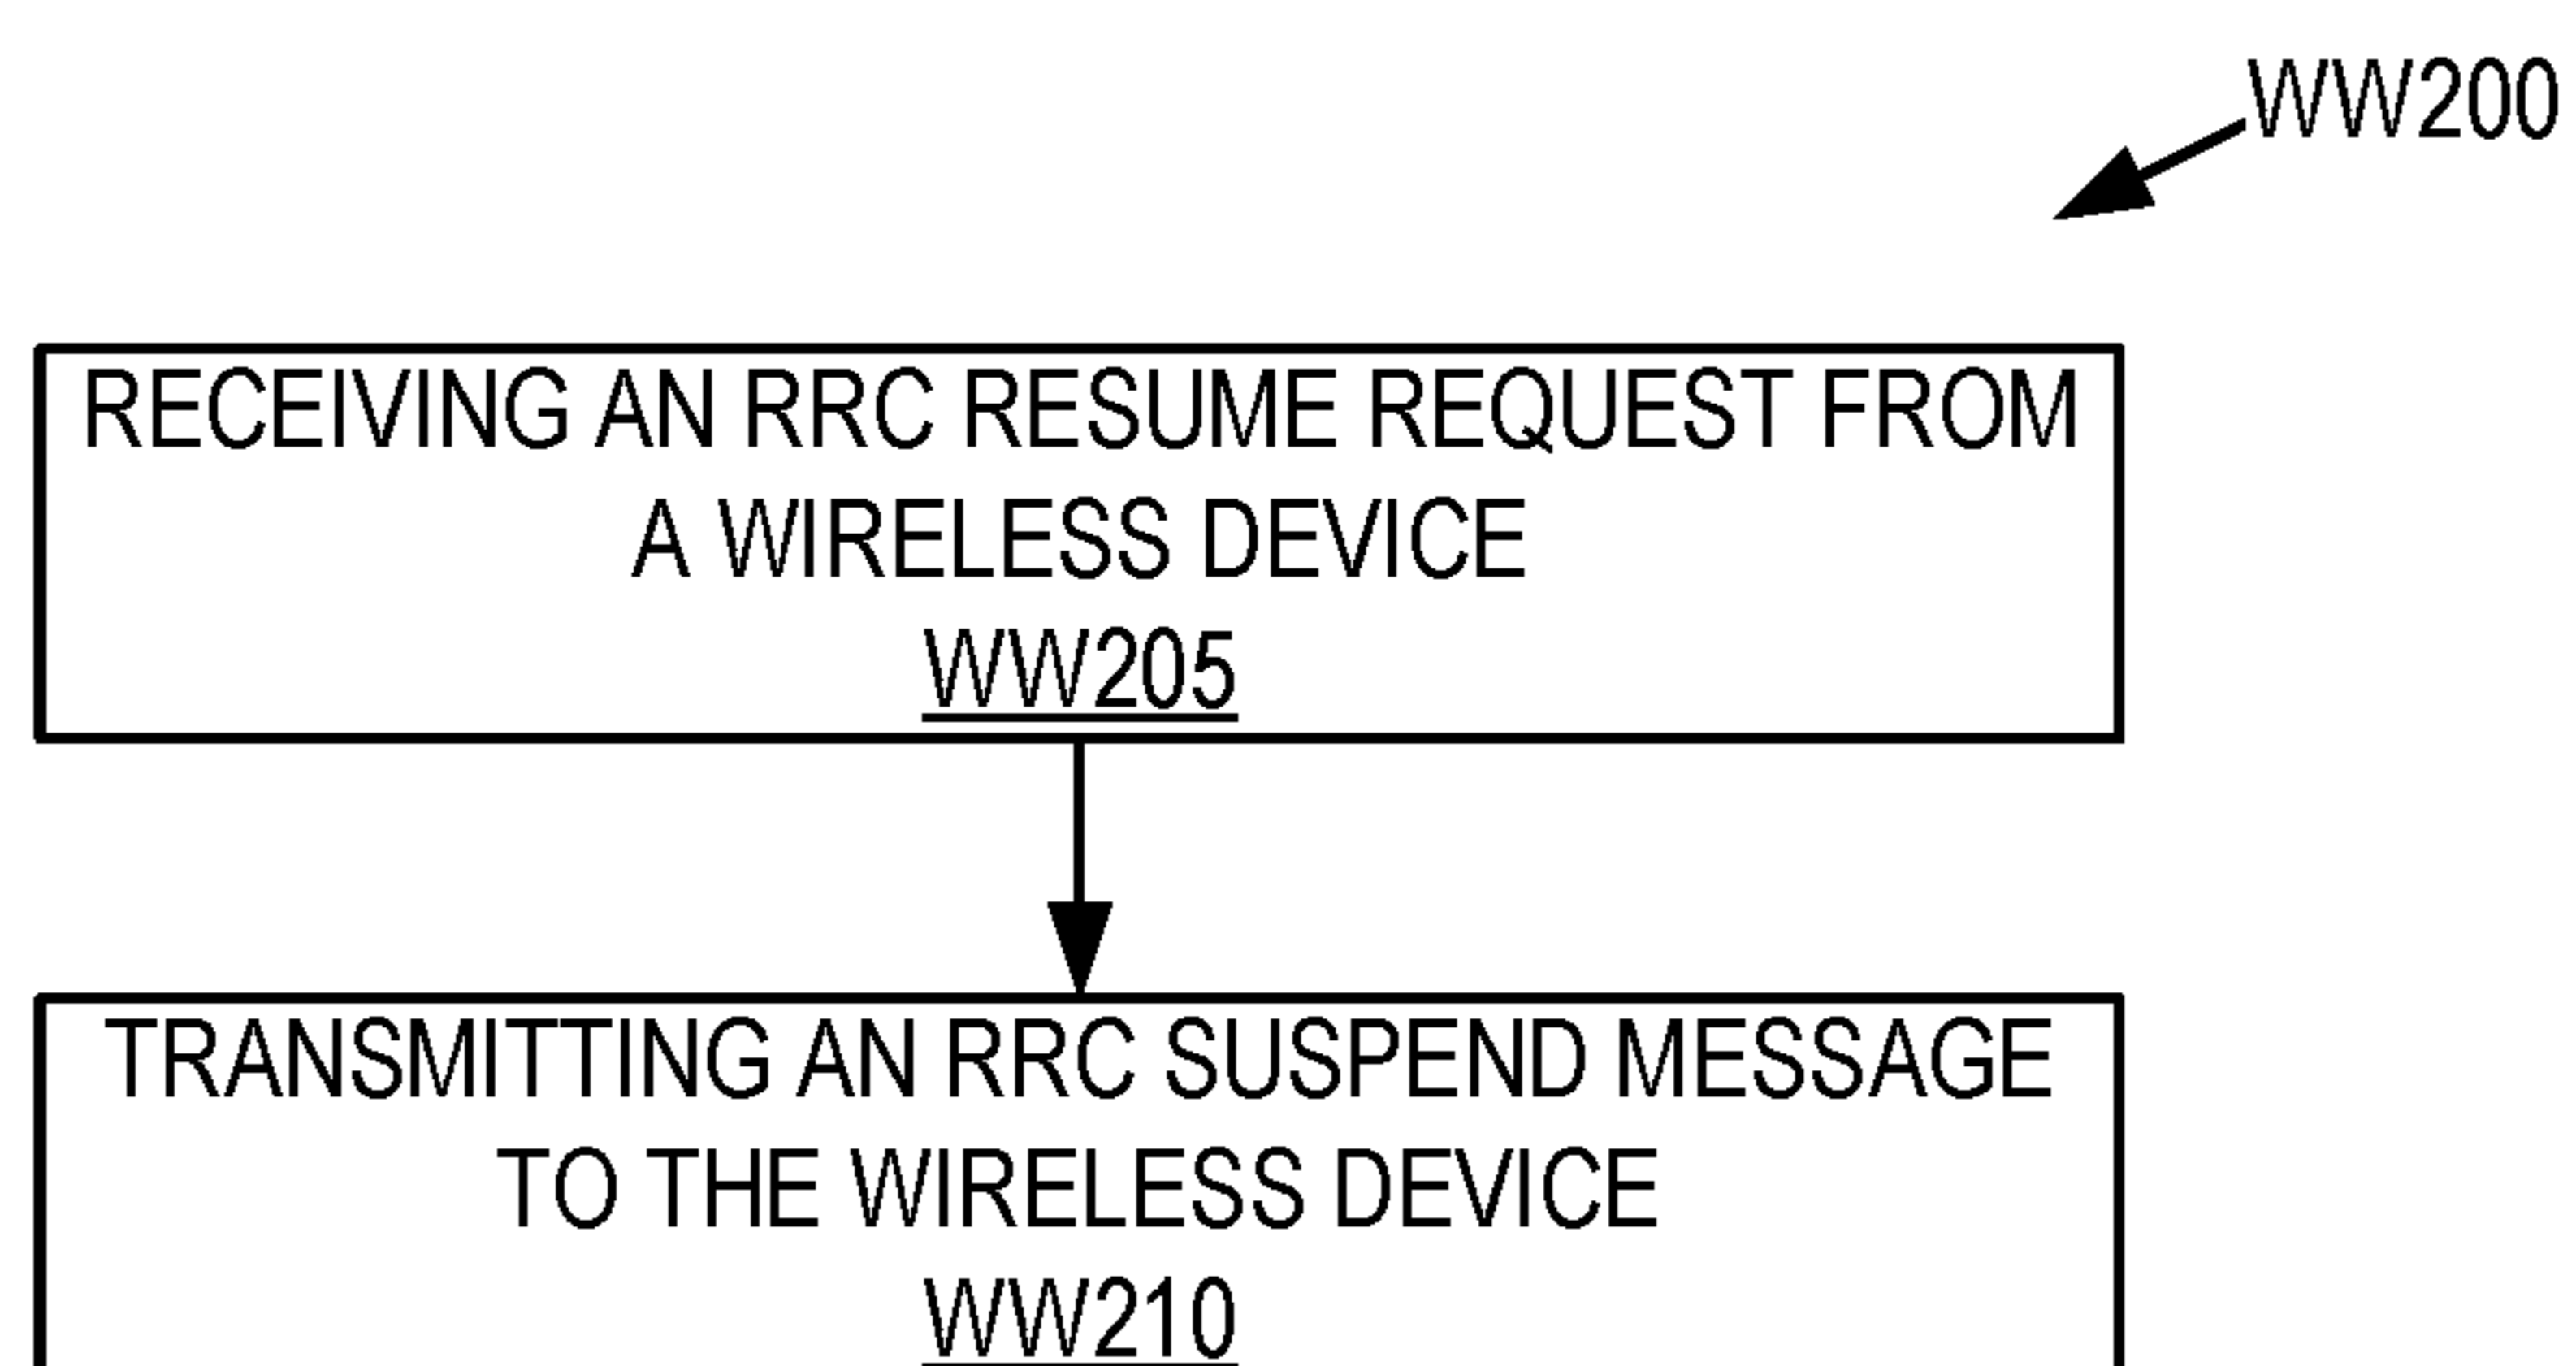 WW200
RECEIVING AN RRC RESUME REQUEST FROM
A WIRELESS DEVICE
WW205
TRANSMITTING AN RRC SUSPEND MESSAGE
TO THE WIRELESS DEVICE
WW210